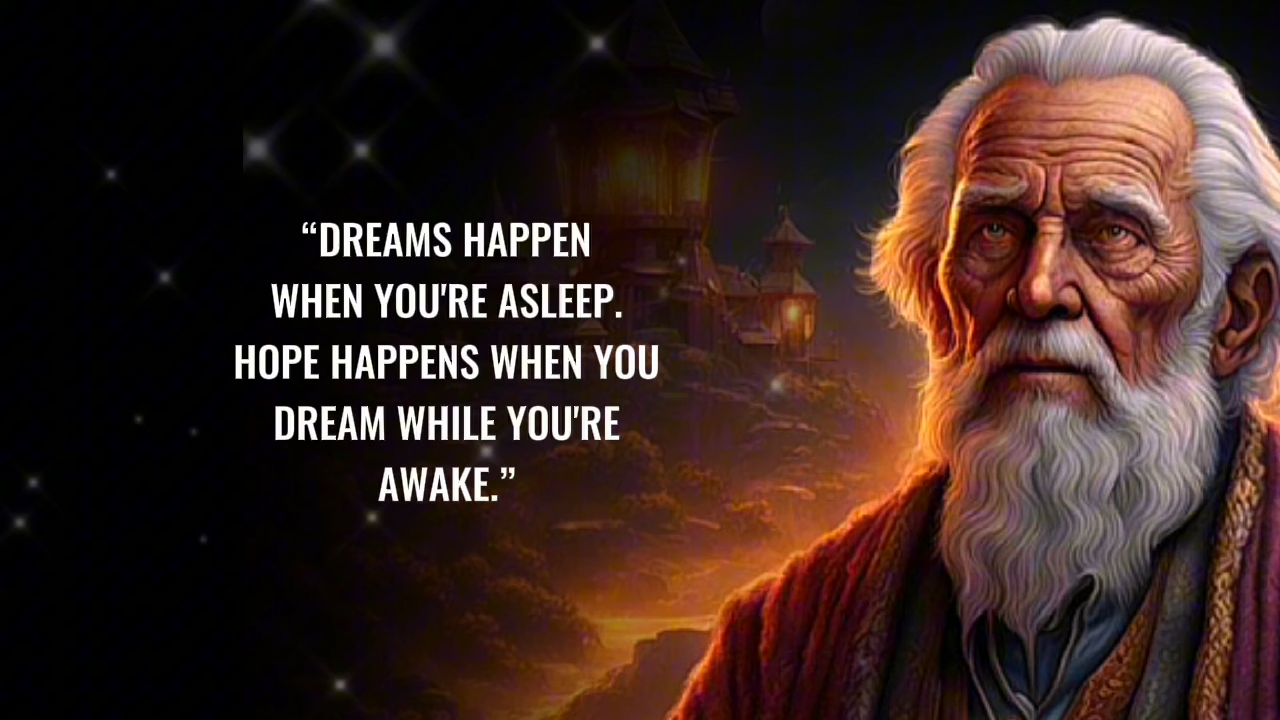 “DREAMS HAPPEN
WHEN YOU'RE ASLEEP.
HOPE HAPPENS WHEN YOU
DREAM WHILE YOU'RE
AWAKE.”